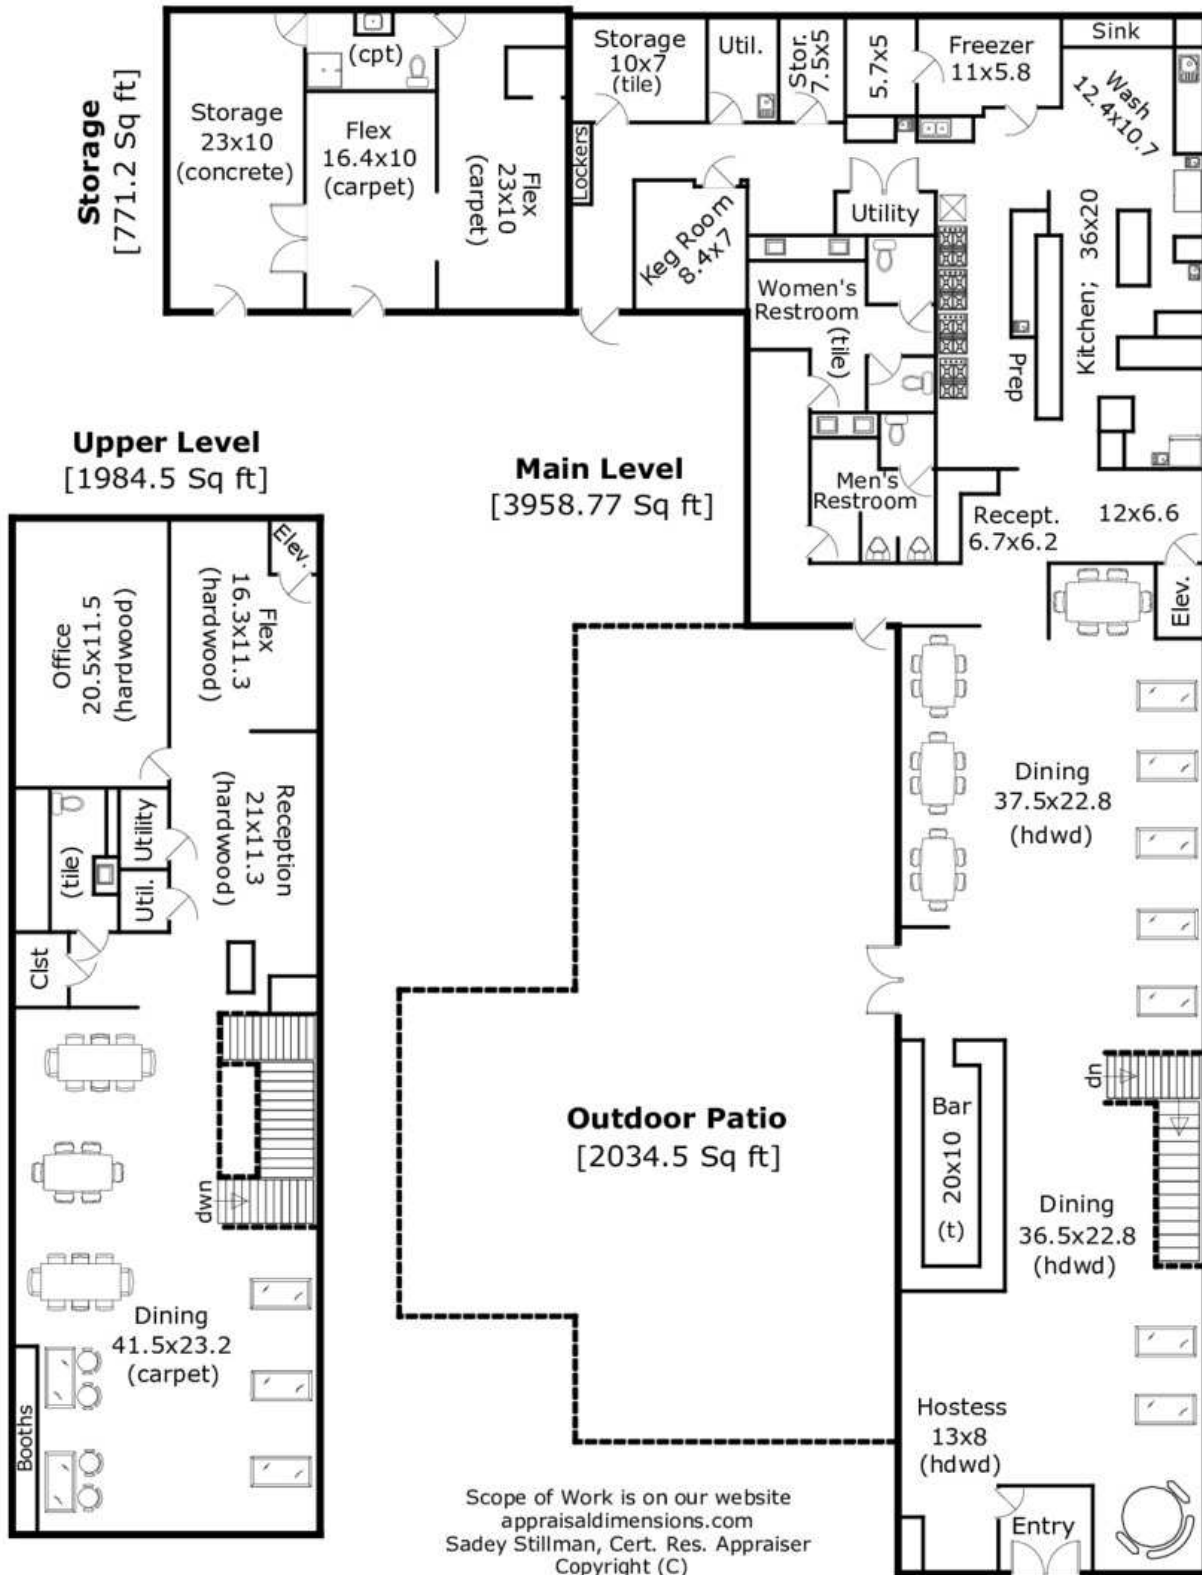 Storage
[771.2 Sq ft]
Storage
23x10
(concrete)
(cpt)
Flex
16.4x10
(carpet)
Flex
23x10
(carpet)
Storage
10x7
(tile)
Util.
Stor.
7.5x5
5.7x5
Freezer
11x5.8
Sink
Wash
12.4x10.7
Lockers
Keg Room
8.4x7
Utility
Women's
Restroom
(tile)
Kitchen; 36x20
Prep
Men's
Restroom
Recept.
6.7x6.2
12x6.6
Elev.
Upper Level
[1984.5 Sq ft]
Main Level
[3958.77 Sq ft]
Office
20.5x11.5
(hardwood)
Elev.
Flex
16.3x11.3
(hardwood)
Reception
21x11.3
(hardwood)
(tile)
Utility
Util.
Clst
dwn
Dining
41.5x23.2
(carpet)
Booths
Dining
37.5x22.8
(hdwd)
Outdoor Patio
[2034.5 Sq ft]
Bar
20x10
(t)
dn
Dining
36.5x22.8
(hdwd)
Hostess
13x8
(hdwd)
Entry
Scope of Work is on our website
appraisaldimensions.com
Sadey Stillman, Cert. Res. Appraiser
Copyright (C)